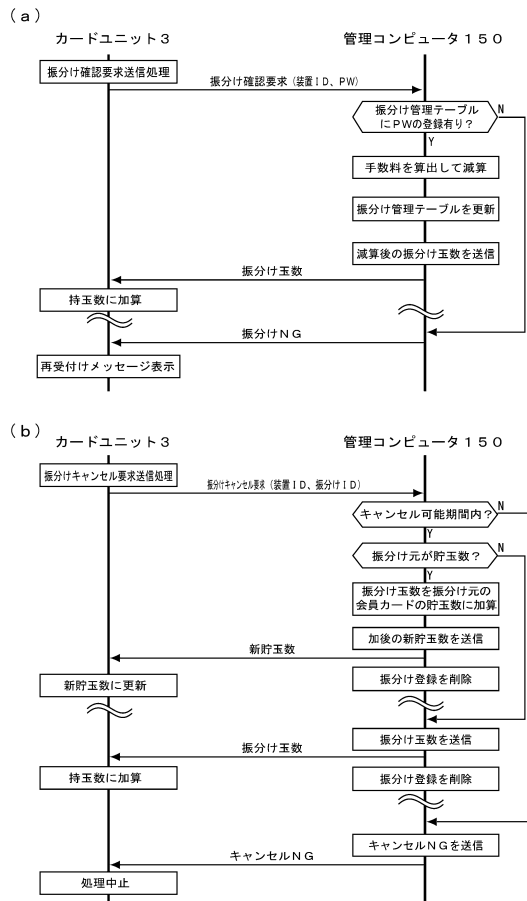 (a)
カードユニット3 管理コンピュータ150
振分け確認要求送信処理
振分け確認要求(装置ID、PW)
振分け管理テーブル
にPWの登録有り?
N
Y
手数料を算出して減算
振分け管理テーブルを更新
減算後の振分け玉数を送信
振分け玉数
持玉数に加算
振分けNG
再受付けメッセージ表示
(b)
カードユニット3 管理コンピュータ150
振分けキャンセル要求送信処理
振分けキャンセル要求(装置ID、振分けID)
キャンセル可能期間内?
N
Y
振分け元が貯玉数?
N
Y
振分け玉数を振分け元の
会員カードの貯玉数に加算
加後の新貯玉数を送信
新貯玉数
新貯玉数に更新
振分け登録を削除
振分け玉数を送信
振分け玉数
持玉数に加算
振分け登録を削除
キャンセルNGを送信
キャンセルNG
処理中止